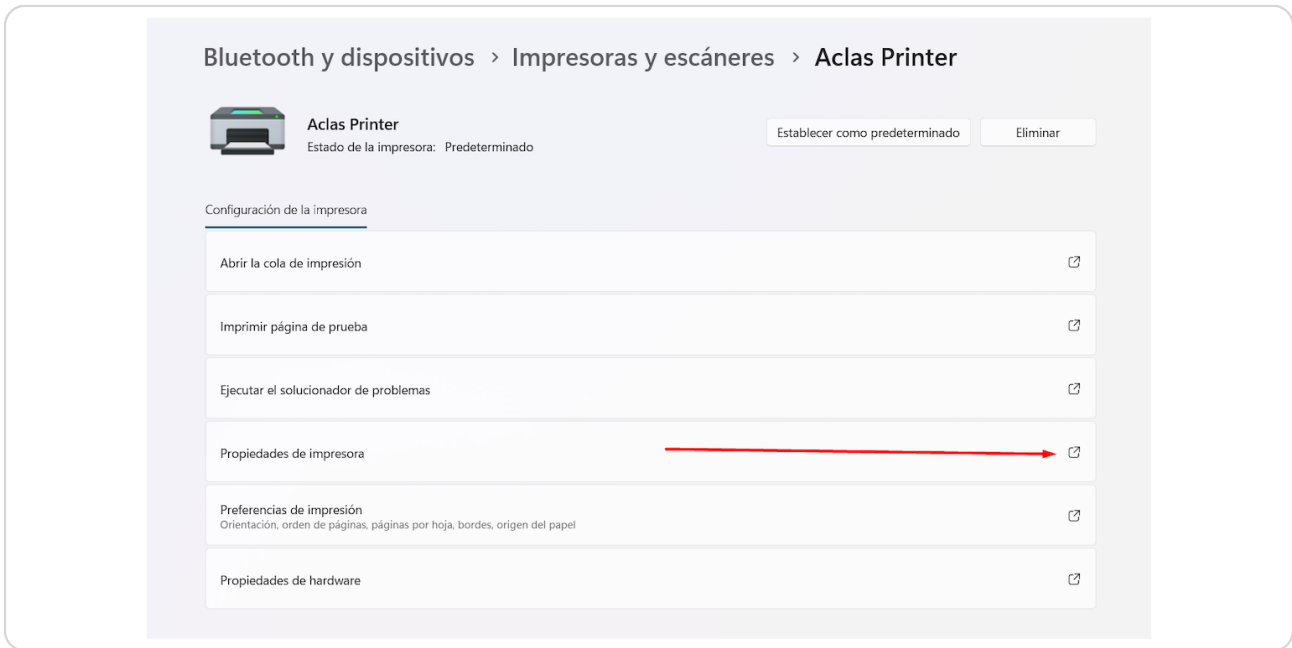 Bluetooth y dispositivos > Impresoras y escáneres > Aclas Printer
Aclas Printer
Estado de la impresora: Predeterminado
Establecer como predeterminado
Eliminar
Configuración de la impresora
Abrir la cola de impresión
Imprimir página de prueba
Ejecutar el solucionador de problemas
Propiedades de impresora
Preferencias de impresión
Orientación, orden de páginas, páginas por hoja, bordes, origen del papel
Propiedades de hardware